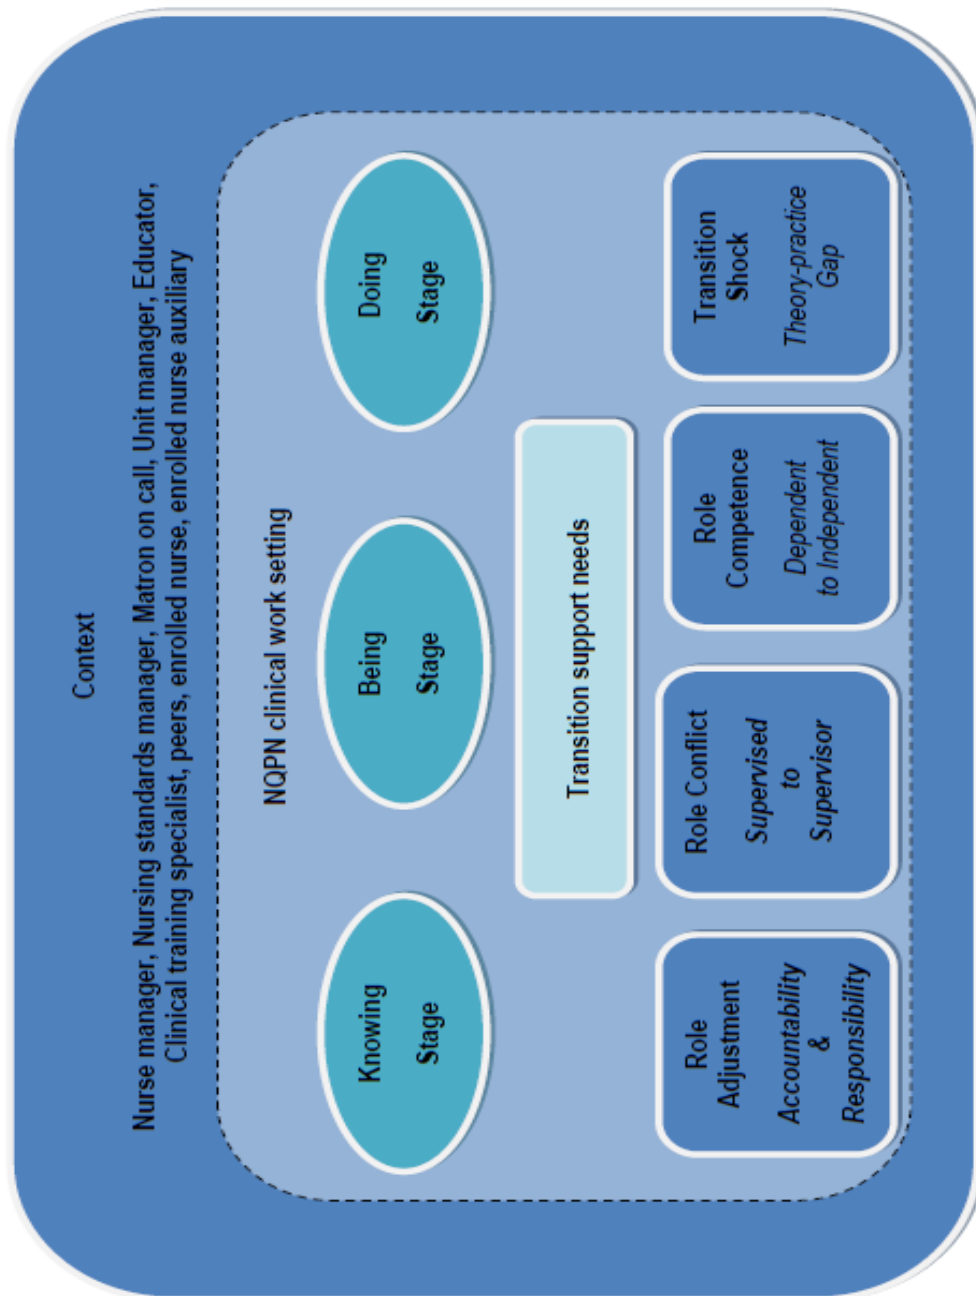 Context
Nurse manager, Nursing standards manager, Matron on call, Unit manager, Educator,
Clinical training specialist, peers, enrolled nurse, enrolled nurse auxiliary
NQPN clinical work setting
Knowing
Stage
Being
Stage
Doing
Stage
Transition support needs
Role
Adjustment
Accountability
&
Responsibility
Role Conflict
Supervised
to
Supervisor
Role
Competence
Dependent
to Independent
Transition
Shock
Theory-practice
Gap